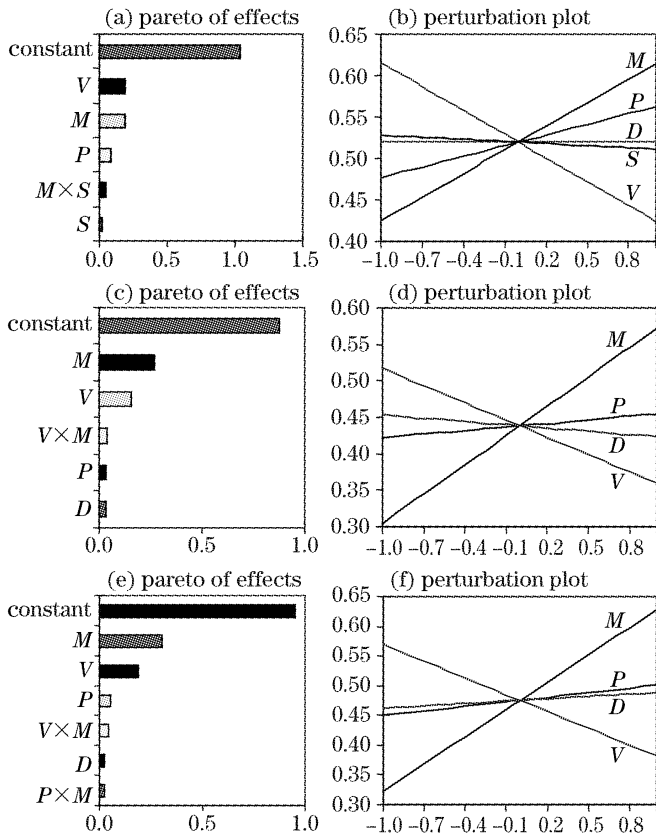 (a) pareto of effects
constant
V
M
P
M×S
S
0.0 0.5 1.0 1.5
(b) perturbation plot
0.65
0.60
0.55
0.50
0.45
0.40
M
P
D
S
V
-1.0 -0.7 -0.4 -0.1 0.2 0.5 0.8
(c) pareto of effects
constant
M
V
V×M
P
D
0.0 0.5 1.0
(d) perturbation plot
0.60
0.55
0.50
0.45
0.40
0.35
0.30
M
P
D
V
-1.0 -0.7 -0.4 -0.1 0.2 0.5 0.8
(e) pareto of effects
constant
M
V
P
V×M
D
P×M
0.0 0.5 1.0
(f) perturbation plot
0.65
0.60
0.55
0.50
0.45
0.40
0.35
0.30
M
P
D
V
-1.0 -0.7 -0.4 -0.1 0.2 0.5 0.8